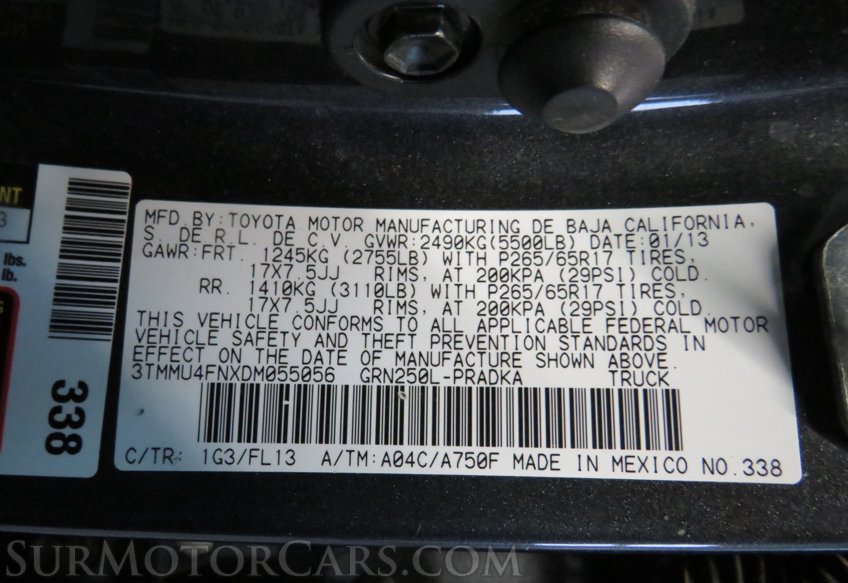 NT
3
lbs.
lb.
S
338
MFD. BY: TOYOTA MOTOR MANUFACTURING DE BAJA CALIFORNIA,
S. DE R.L. DE C.V. GVWR:2490KG(5500LB) DATE:01/13
GAWR:FRT. 1245KG (2755LB) WITH P265/65R17 TIRES,
17X7.5JJ RIMS, AT 200KPA (29PSI) COLD.
RR. 1410KG (3110LB) WITH P265/65R17 TIRES,
17X7.5JJ RIMS, AT 200KPA (29PSI) COLD.
THIS VEHICLE CONFORMS TO ALL APPLICABLE FEDERAL MOTOR
VEHICLE SAFETY AND THEFT PREVENTION STANDARDS IN
EFFECT ON THE DATE OF MANUFACTURE SHOWN ABOVE.
3TMMU4FNXDM055056 GRN250L-PRADKA TRUCK
C/TR: 1G3/FL13 A/TM:A04C/A750F MADE IN MEXICO NO.338
SURMOTORCARS.COM